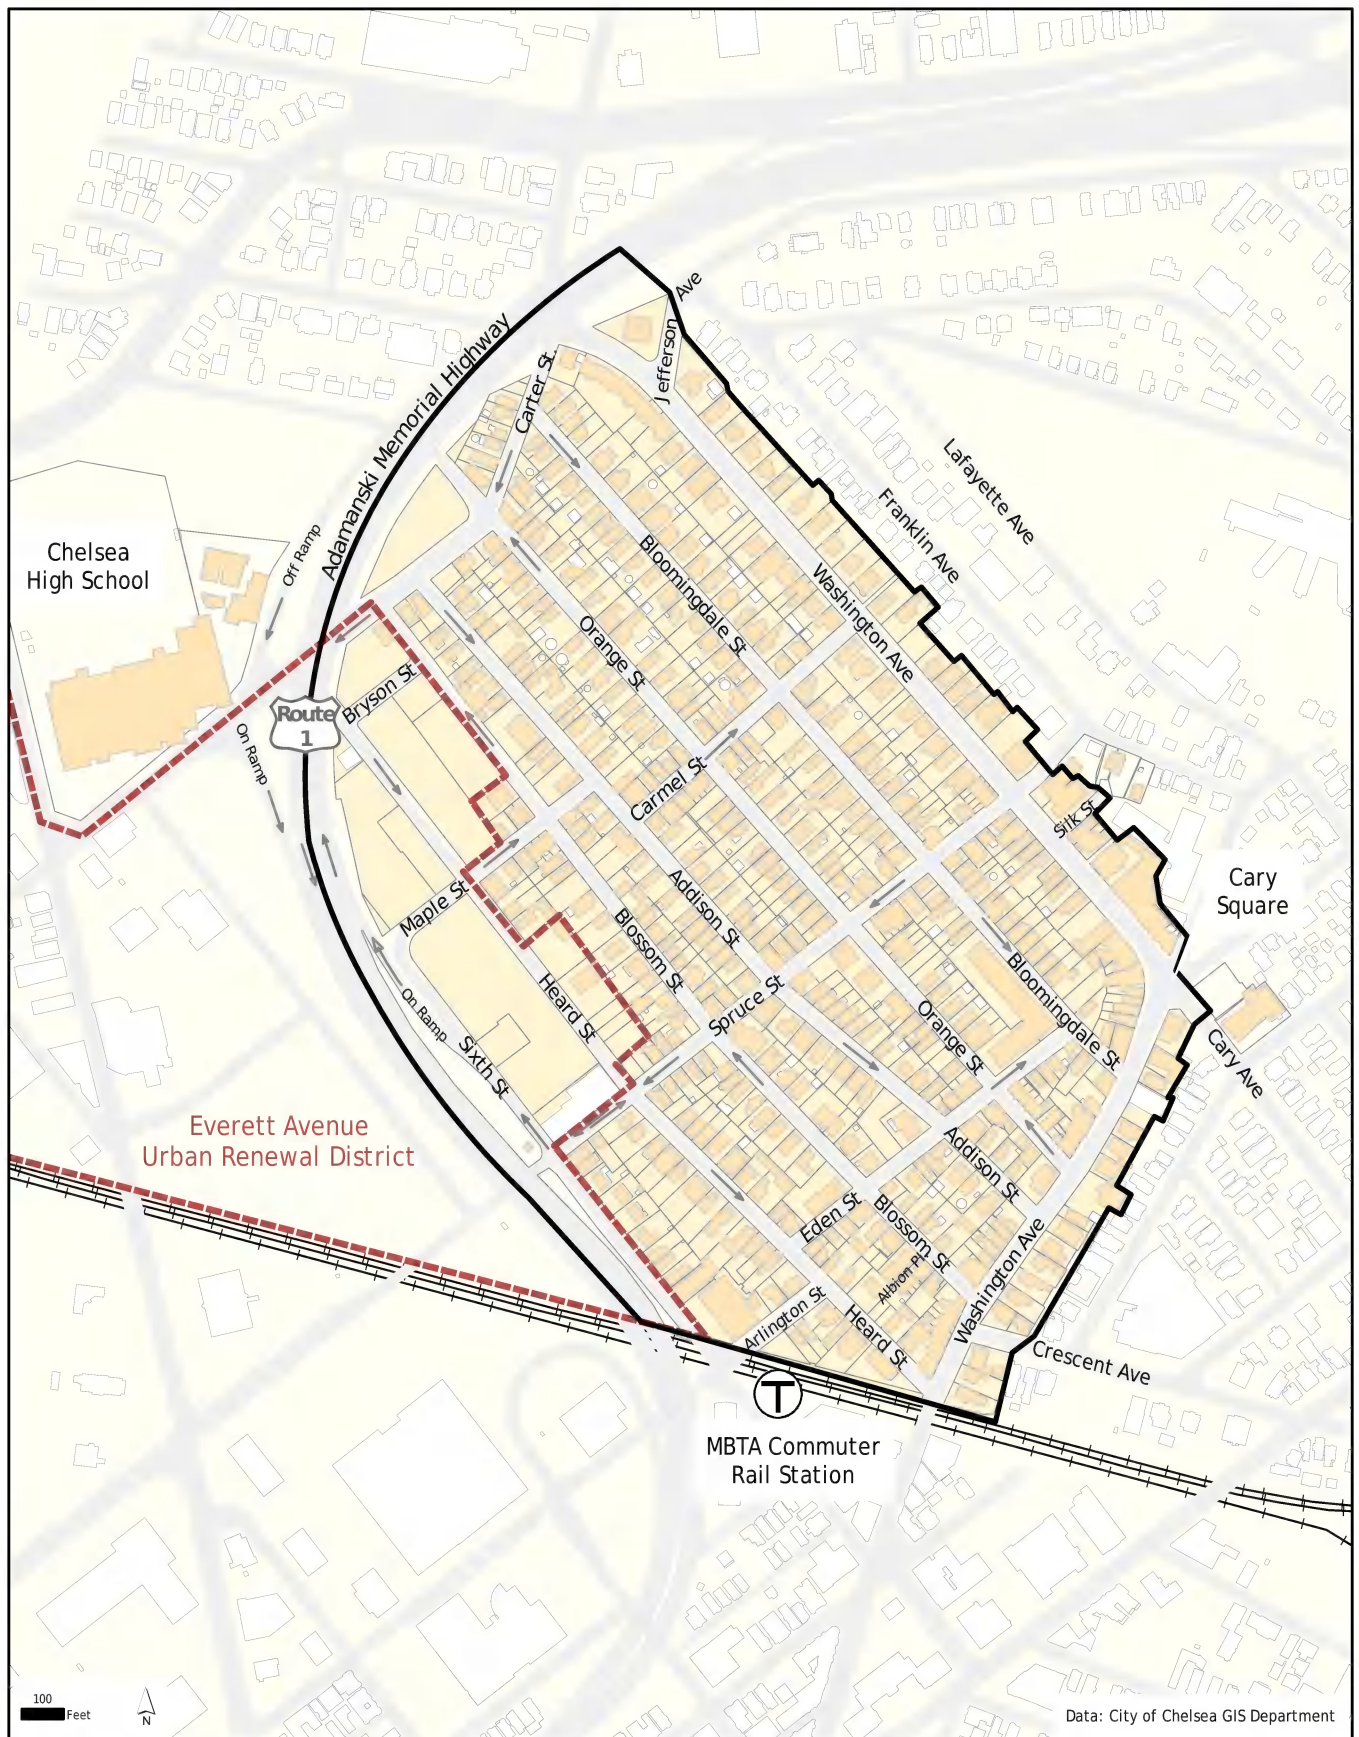 Ave
Jefferson
Adamanski Memorial Highway
Carter St.
Lafayette Ave
Franklin Ave
Chelsea
High School
Off Ramp
Bloomingdale St
Washington Ave
Orange St
Bryson St
Route
1
On Ramp
Carmel St
Silk St
Cary
Square
Maple St
Addison St
Blossom St
Heard St
Spruce St
Bloomingdale St
Orange St
On Ramp
Sixth St
Cary Ave
Everett Avenue
Urban Renewal District
Addison St
Eden St
Blossom St
Albion Pl
Washington Ave
Arlington St
Heard St
Crescent Ave
T
MBTA Commuter
Rail Station
100
Feet
N
Data: City of Chelsea GIS Department